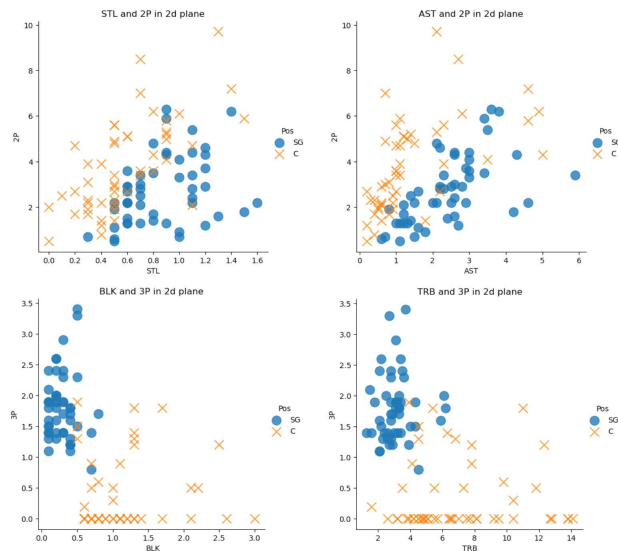 STL and 2P in 2d plane
10
8
6
4
2
2P
0.0 0.2 0.4 0.6 0.8 1.0 1.2 1.4 1.6
STL
Pos
SG
C
AST and 2P in 2d plane
10
8
6
4
2
2P
0 1 2 3 4 5 6
AST
Pos
SG
C
BLK and 3P in 2d plane
3.5
3.0
2.5
2.0
1.5
1.0
0.5
0.0
3P
0.0 0.5 1.0 1.5 2.0 2.5 3.0
BLK
Pos
SG
C
TRB and 3P in 2d plane
3.5
3.0
2.5
2.0
1.5
1.0
0.5
0.0
3P
2 4 6 8 10 12 14
TRB
Pos
SG
C